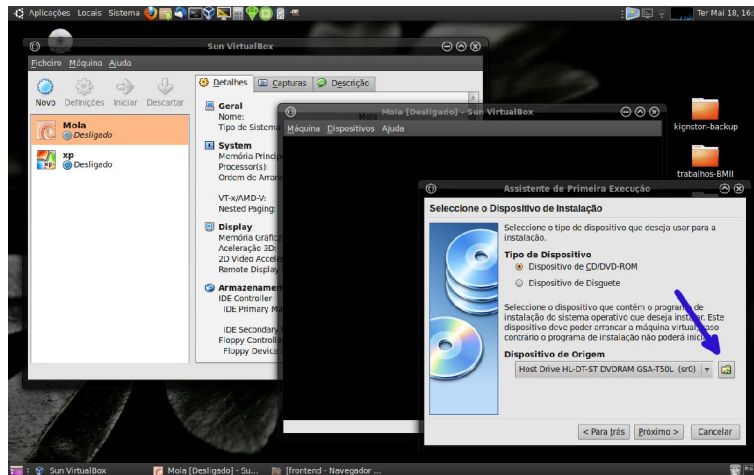 Aplicações Locais Sistema
Ter Mai 18, 16:
Sun VirtualBox
Ficheiro Máquina Ajuda
Novo Definições Iniciar Descartar
Mola
Desligado
xp
Desligado
Detalhes Capturas Descrição
Geral
Nome: Mola
Tipo de Sistema
System
Memória Princip
Processor(s):
Ordem de Arran
VT-x/AMD-V:
Nested Paging:
Display
Memória Gráfic
Aceleração 3D:
2D Video Accele
Remote Display
Armazenamen
IDE Controller
IDE Primary Ma
IDE Secondary
Floppy Controlle
Floppy Device
Mola [Desligado] - Sun VirtualBox
Máquina Dispositivos Ajuda
kignston-backup
trabalhos-BMII
Assistente de Primeira Execução
Seleccione o Dispositivo de Instalação
Seleccione o tipo de dispositivo que deseja usar para a
instalação.
Tipo de Dispositivo
Dispositivo de CD/DVD-ROM
Dispositivo de Disquete
Seleccione o dispositivo que contém o programa de
instalação do sistema operativo que deseja instalar. Este
dispositivo deve poder arrancar a máquina virtual, caso
contrário o programa de instalação não poderá inici
Dispositivo de Origem
Host Drive HL-DT-ST DVDRAM GSA-T50L (sr0)
< Para trás Próximo > Cancelar
Sun VirtualBox
Mola [Desligado] - Su...
[frontend - Navegador ...